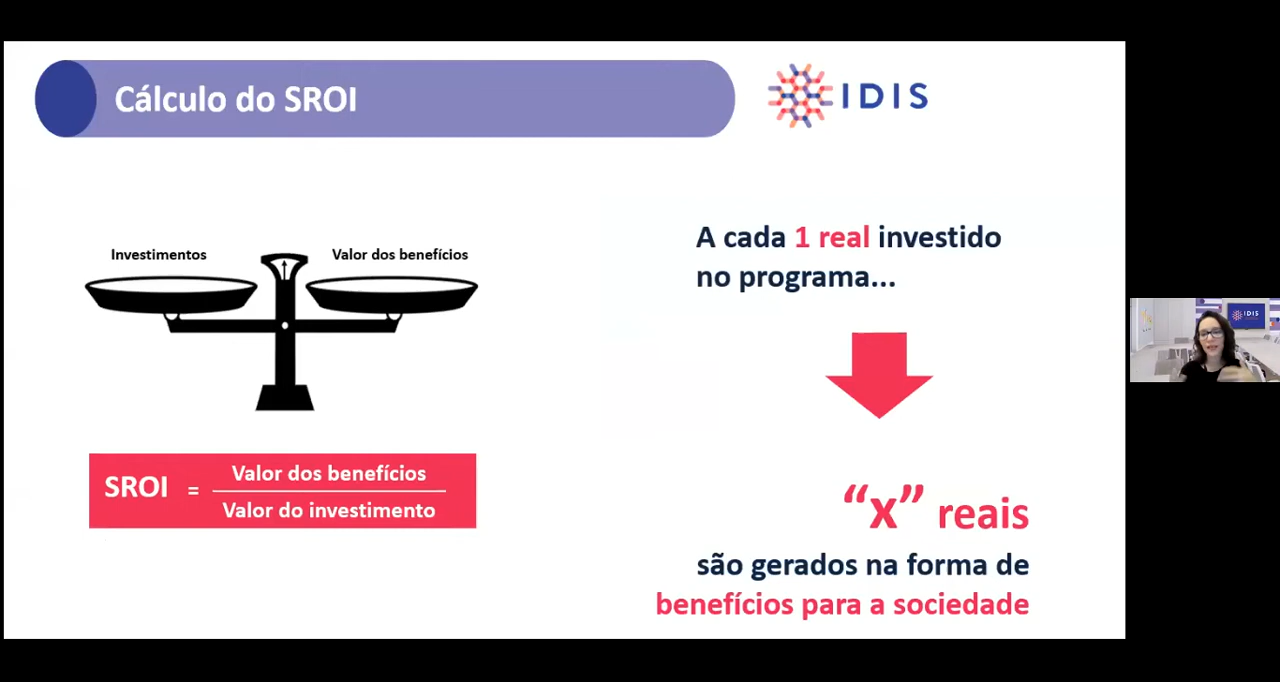 Cálculo do SROI
IDIS
Investimentos
Valor dos benefícios
SROI = Valor dos benefícios
Valor do investimento
A cada 1 real investido
no programa...
“x” reais
são gerados na forma de
benefícios para a sociedade
IDIS